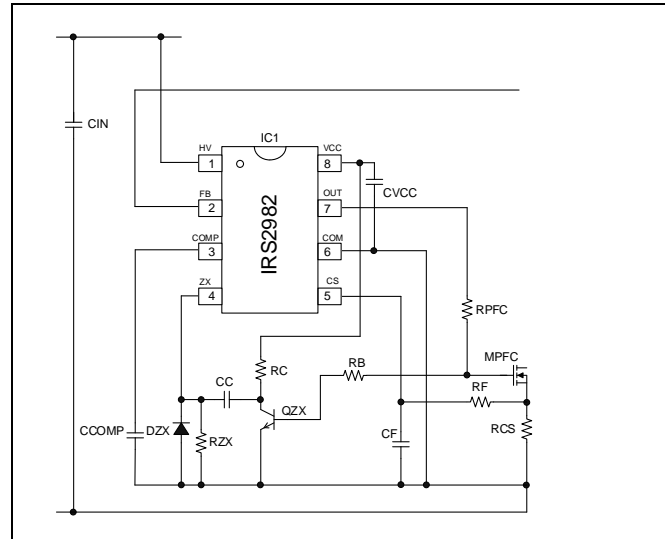 CIN
IC1
HV
VCC
1
8
CVCC
FB
OUT
2
7
IRS2982
COMP
COM
3
6
ZX
CS
4
5
RPFC
MPFC
RC
RB
RF
CC
QZX
CCOMP
DZX
RZX
CF
RCS